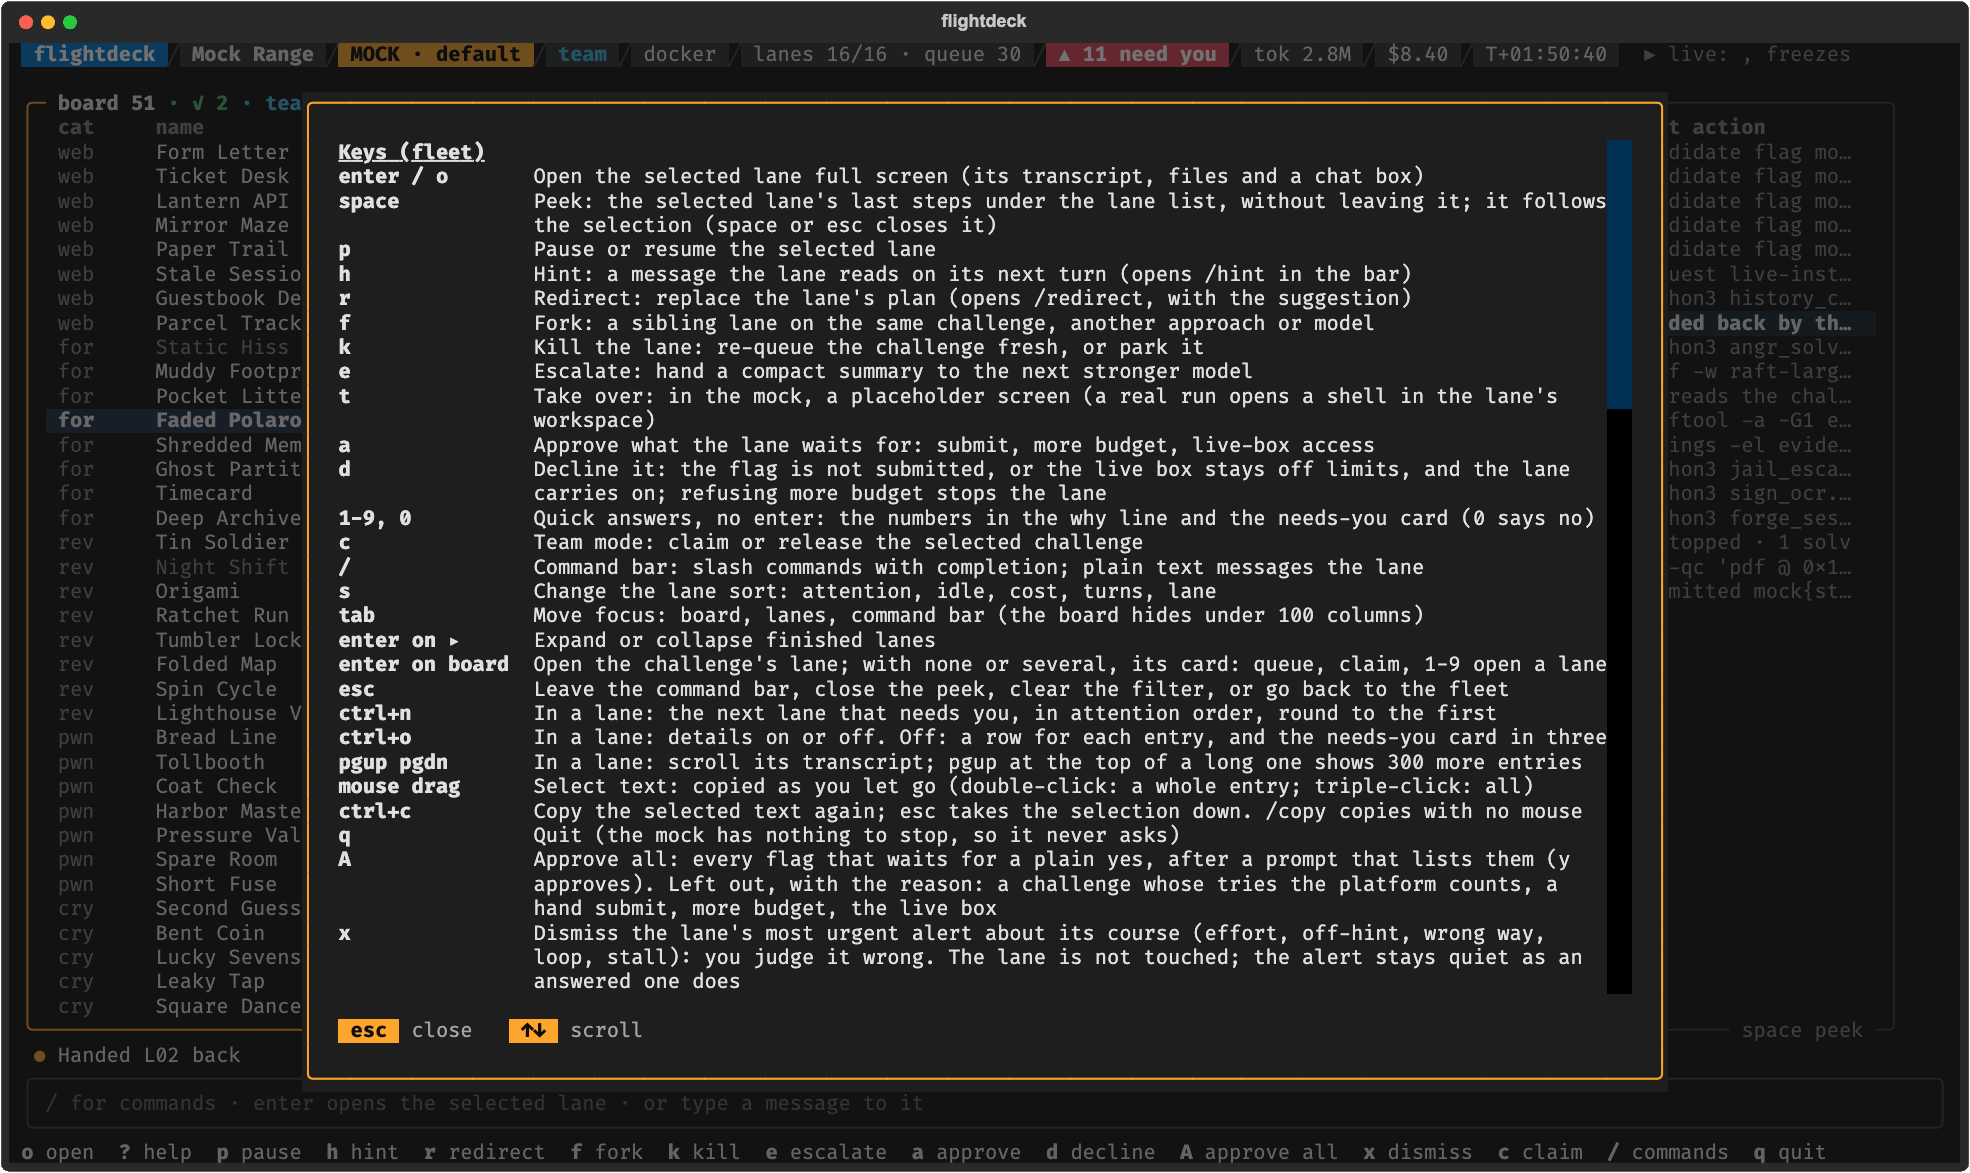 flightdeck
flightdeck / Mock Range / MOCK · default / team / docker / lanes 16/16 · queue 30 / ▲ 11 need you / tok 2.8M / $8.40 / T+01:50:40 ▶ live: , freezes
board 51 · √ 2 · tea
cat name
web Form Letter
web Ticket Desk
web Lantern API
web Mirror Maze
web Paper Trail
web Stale Sessio
web Guestbook De
web Parcel Track
for Static Hiss
for Muddy Footpr
for Pocket Litte
for Faded Polaro
for Shredded Mem
for Ghost Partit
for Timecard
for Deep Archive
rev Tin Soldier
rev Night Shift
rev Origami
rev Ratchet Run
rev Tumbler Lock
rev Folded Map
rev Spin Cycle
rev Lighthouse V
pwn Bread Line
pwn Tollbooth
pwn Coat Check
pwn Harbor Maste
pwn Pressure Val
pwn Spare Room
pwn Short Fuse
cry Second Guess
cry Bent Coin
cry Lucky Sevens
cry Leaky Tap
cry Square Dance
Keys (fleet)
enter / o Open the selected lane full screen (its transcript, files and a chat box)
space Peek: the selected lane's last steps under the lane list, without leaving it; it follows
the selection (space or esc closes it)
p Pause or resume the selected lane
h Hint: a message the lane reads on its next turn (opens /hint in the bar)
r Redirect: replace the lane's plan (opens /redirect, with the suggestion)
f Fork: a sibling lane on the same challenge, another approach or model
k Kill the lane: re-queue the challenge fresh, or park it
e Escalate: hand a compact summary to the next stronger model
t Take over: in the mock, a placeholder screen (a real run opens a shell in the lane's
workspace)
a Approve what the lane waits for: submit, more budget, live-box access
d Decline it: the flag is not submitted, or the live box stays off limits, and the lane
carries on; refusing more budget stops the lane
1-9, 0 Quick answers, no enter: the numbers in the why line and the needs-you card (0 says no)
c Team mode: claim or release the selected challenge
/ Command bar: slash commands with completion; plain text messages the lane
s Change the lane sort: attention, idle, cost, turns, lane
tab Move focus: board, lanes, command bar (the board hides under 100 columns)
enter on ▸ Expand or collapse finished lanes
enter on board Open the challenge's lane; with none or several, its card: queue, claim, 1-9 open a lane
esc Leave the command bar, close the peek, clear the filter, or go back to the fleet
ctrl+n In a lane: the next lane that needs you, in attention order, round to the first
ctrl+o In a lane: details on or off. Off: a row for each entry, and the needs-you card in three
pgup pgdn In a lane: scroll its transcript; pgup at the top of a long one shows 300 more entries
mouse drag Select text: copied as you let go (double-click: a whole entry; triple-click: all)
ctrl+c Copy the selected text again; esc takes the selection down. /copy copies with no mouse
q Quit (the mock has nothing to stop, so it never asks)
A Approve all: every flag that waits for a plain yes, after a prompt that lists them (y
approves). Left out, with the reason: a challenge whose tries the platform counts, a
hand submit, more budget, the live box
x Dismiss the lane's most urgent alert about its course (effort, off-hint, wrong way,
loop, stall): you judge it wrong. The lane is not touched; the alert stays quiet as an
answered one does
esc close ↑↓ scroll
t action
didate flag mo…
didate flag mo…
didate flag mo…
didate flag mo…
didate flag mo…
uest live-inst…
hon3 history_c…
ded back by th…
hon3 angr_solv…
f -w raft-larg…
reads the chal…
ftool -a -G1 e…
ings -el evide…
hon3 jail_esca…
hon3 sign_ocr.…
hon3 forge_ses…
topped · 1 solv
-qc 'pdf @ 0×1…
mitted mock{st…
space peek
● Handed L02 back
/ for commands · enter opens the selected lane · or type a message to it
o open ? help p pause h hint r redirect f fork k kill e escalate a approve d decline A approve all x dismiss c claim / commands q quit